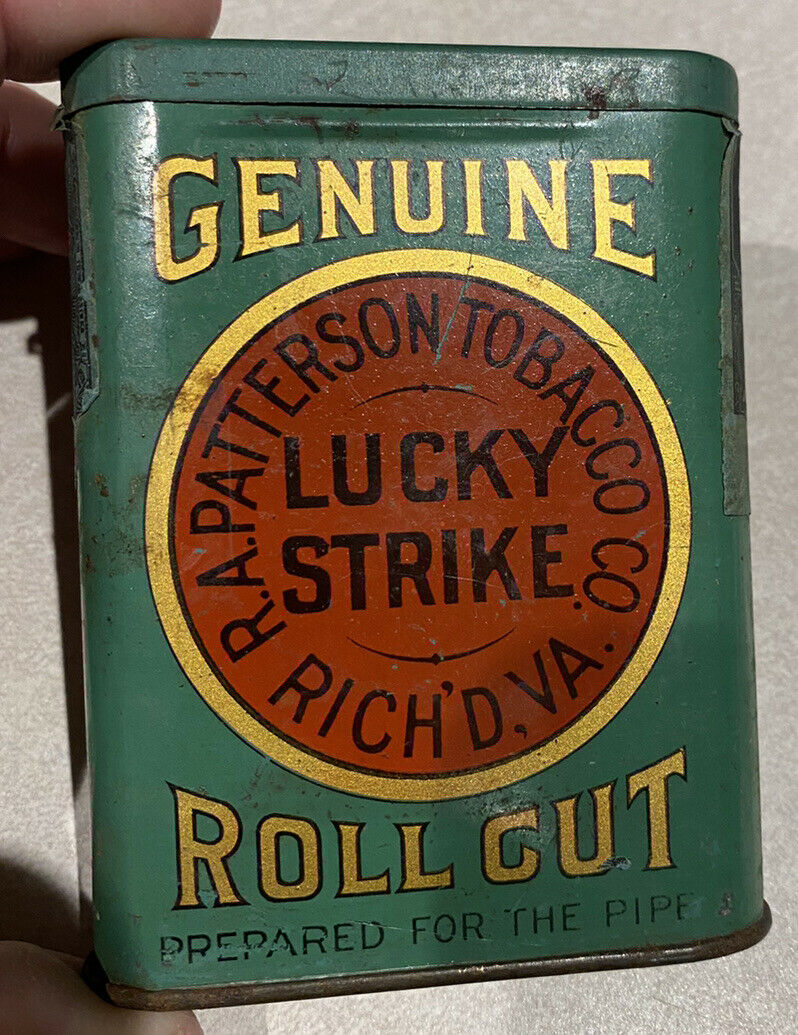 GENUINE
R.A. PATTERSON TOBACCO CO.
LUCKY
STRIKE
RICH'D, VA.
ROLL CUT
PREPARED FOR THE PIPE